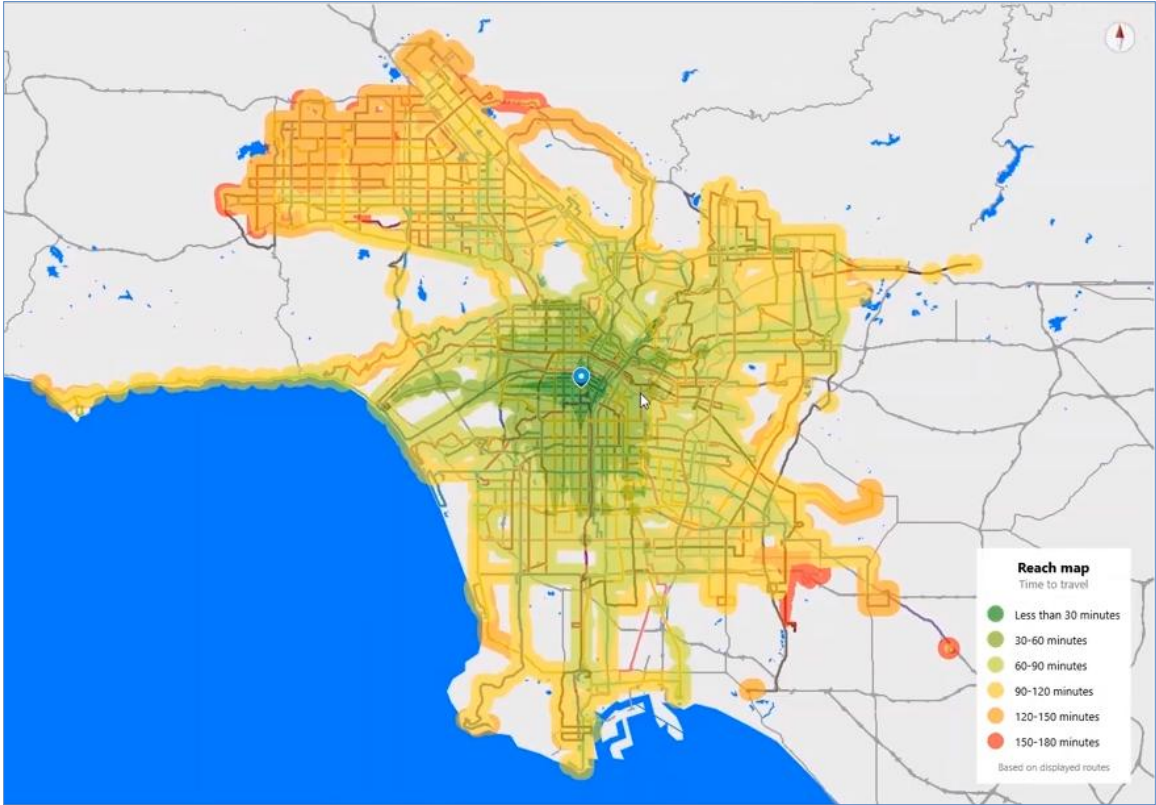 Reach map
Time to travel
Less than 30 minutes
30-60 minutes
60-90 minutes
90-120 minutes
120-150 minutes
150-180 minutes
Based on displayed routes